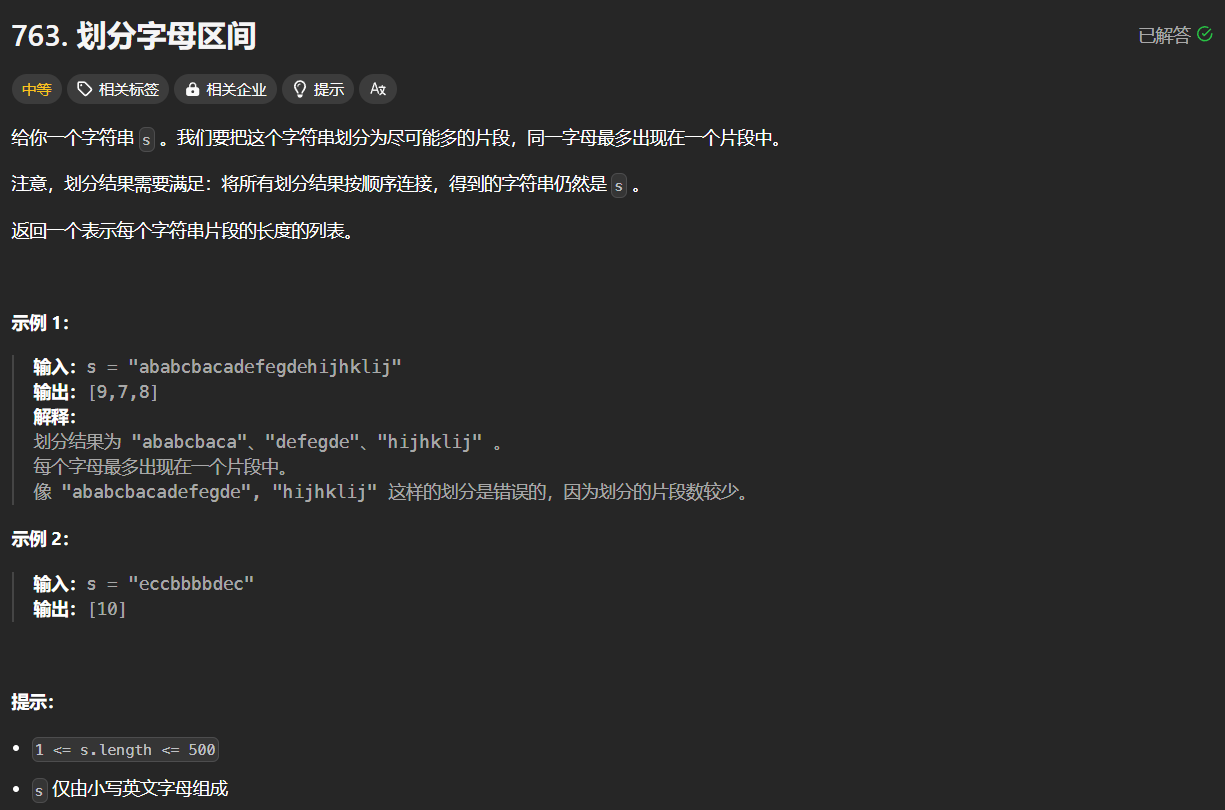 763. 划分字母区间
已解答
中等 相关标签 相关企业 提示 A文
给你一个字符串 s 。我们要把这个字符串划分为尽可能多的片段，同一字母最多出现在一个片段中。
注意，划分结果需要满足：将所有划分结果按顺序连接，得到的字符串仍然是 s 。
返回一个表示每个字符串片段的长度的列表。
示例 1：
输入：s = "ababcbacadefegdehijhklij"
输出：[9,7,8]
解释：
划分结果为 "ababcbaca"、"defegde"、"hijhklij" 。
每个字母最多出现在一个片段中。
像 "ababcbacadefegde", "hijhklij" 这样的划分是错误的，因为划分的片段数较少。
示例 2：
输入：s = "eccbbbbdec"
输出：[10]
提示：
• 1 <= s.length <= 500
• s 仅由小写英文字母组成